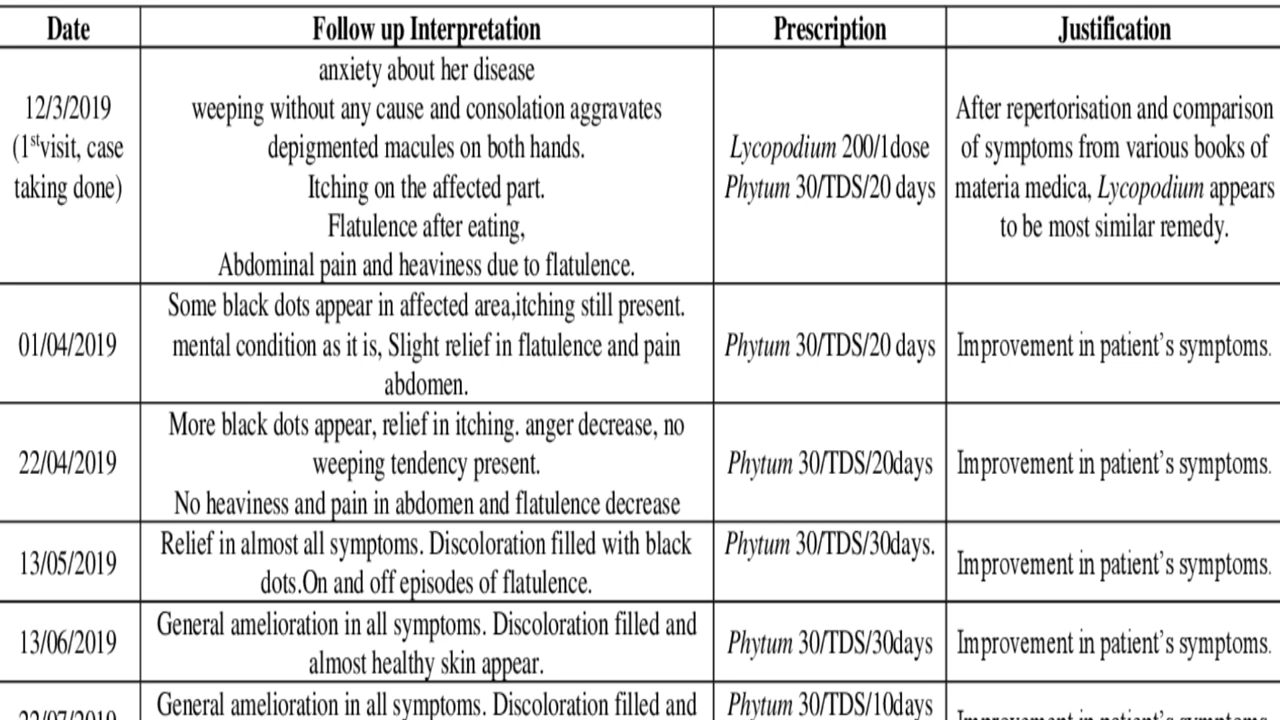 Date
Follow up Interpretation
Prescription
Justification
12/3/2019
(1stvisit, case
taking done)
anxiety about her disease
weeping without any cause and consolation aggravates
depigmented macules on both hands.
Itching on the affected part.
Flatulence after eating,
Abdominal pain and heaviness due to flatulence.
Lycopodium 200/1dose
Phytum 30/TDS/20 days
After repertorisation and comparison
of symptoms from various books of
materia medica, Lycopodium appears
to be most similar remedy.
01/04/2019
Some black dots appear in affected area,itching still present.
mental condition as it is, Slight relief in flatulence and pain
abdomen.
Phytum 30/TDS/20 days
Improvement in patient's symptoms.
22/04/2019
More black dots appear, relief in itching. anger decrease, no
weeping tendency present.
No heaviness and pain in abdomen and flatulence decrease
Phytum 30/TDS/20days
Improvement in patient's symptoms.
13/05/2019
Relief in almost all symptoms. Discoloration filled with black
dots.On and off episodes of flatulence.
Phytum 30/TDS/30days.
Improvement in patient's symptoms.
13/06/2019
General amelioration in all symptoms. Discoloration filled and
almost healthy skin appear.
Phytum 30/TDS/30days
Improvement in patient's symptoms.
General amelioration in all symptoms. Discoloration filled and
Phytum 30/TDS/10days